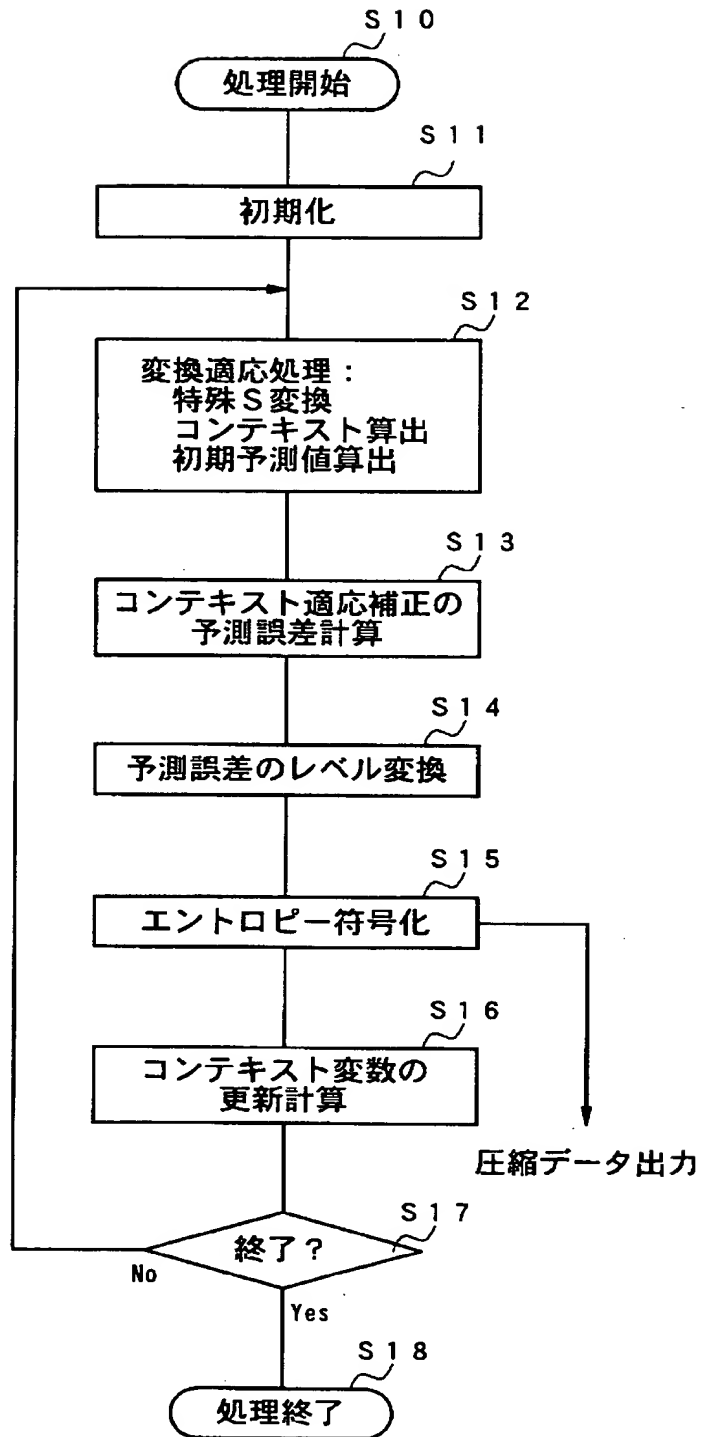 S10
処理開始
S11
初期化
S12
変換適応処理：
特殊S変換
コンテキスト算出
初期予測値算出
S13
コンテキスト適応補正の
予測誤差計算
S14
予測誤差のレベル変換
S15
エントロピー符号化
S16
コンテキスト変数の
更新計算
圧縮データ出力
S17
終了？
No
Yes
S18
処理終了